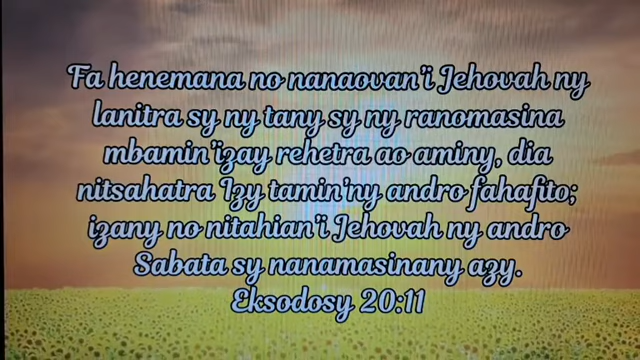 Fa henemana no nanaovan'i Jehovah ny
lanitra sy ny tany sy ny ranomasina
mbamin'izay rehetra ao aminy, dia
nitsahatra Izy tamin'ny andro fahafito;
izany no nitahian'i Jehovah ny andro
Sabata sy nanamasinany azy.
Eksodosy 20:11